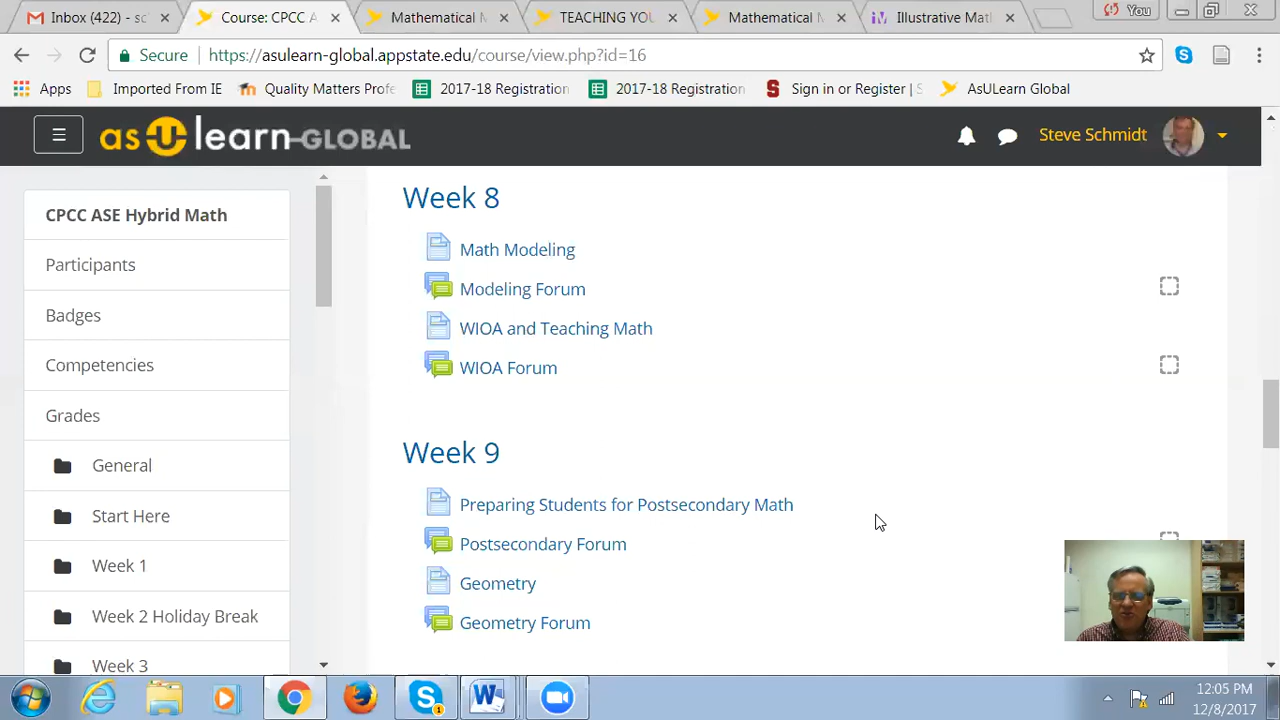 Inbox (422) - sc
Course: CPCC A
Mathematical
TEACHING YOU
Mathematical M
Illustrative Math
You
Secure
https://asulearn-global.appstate.edu/course/view.php?id=16
Apps
Imported From IE
Quality Matters Profe
2017-18 Registration
2017-18 Registration
Sign in or Register | S
AsULearn Global
asULearn-GLOBAL
Steve Schmidt
CPCC ASE Hybrid Math
Participants
Badges
Competencies
Grades
General
Start Here
Week 1
Week 2 Holiday Break
Week 3
Week 8
Math Modeling
Modeling Forum
WIOA and Teaching Math
WIOA Forum
Week 9
Preparing Students for Postsecondary Math
Postsecondary Forum
Geometry
Geometry Forum
12:05 PM
12/8/2017